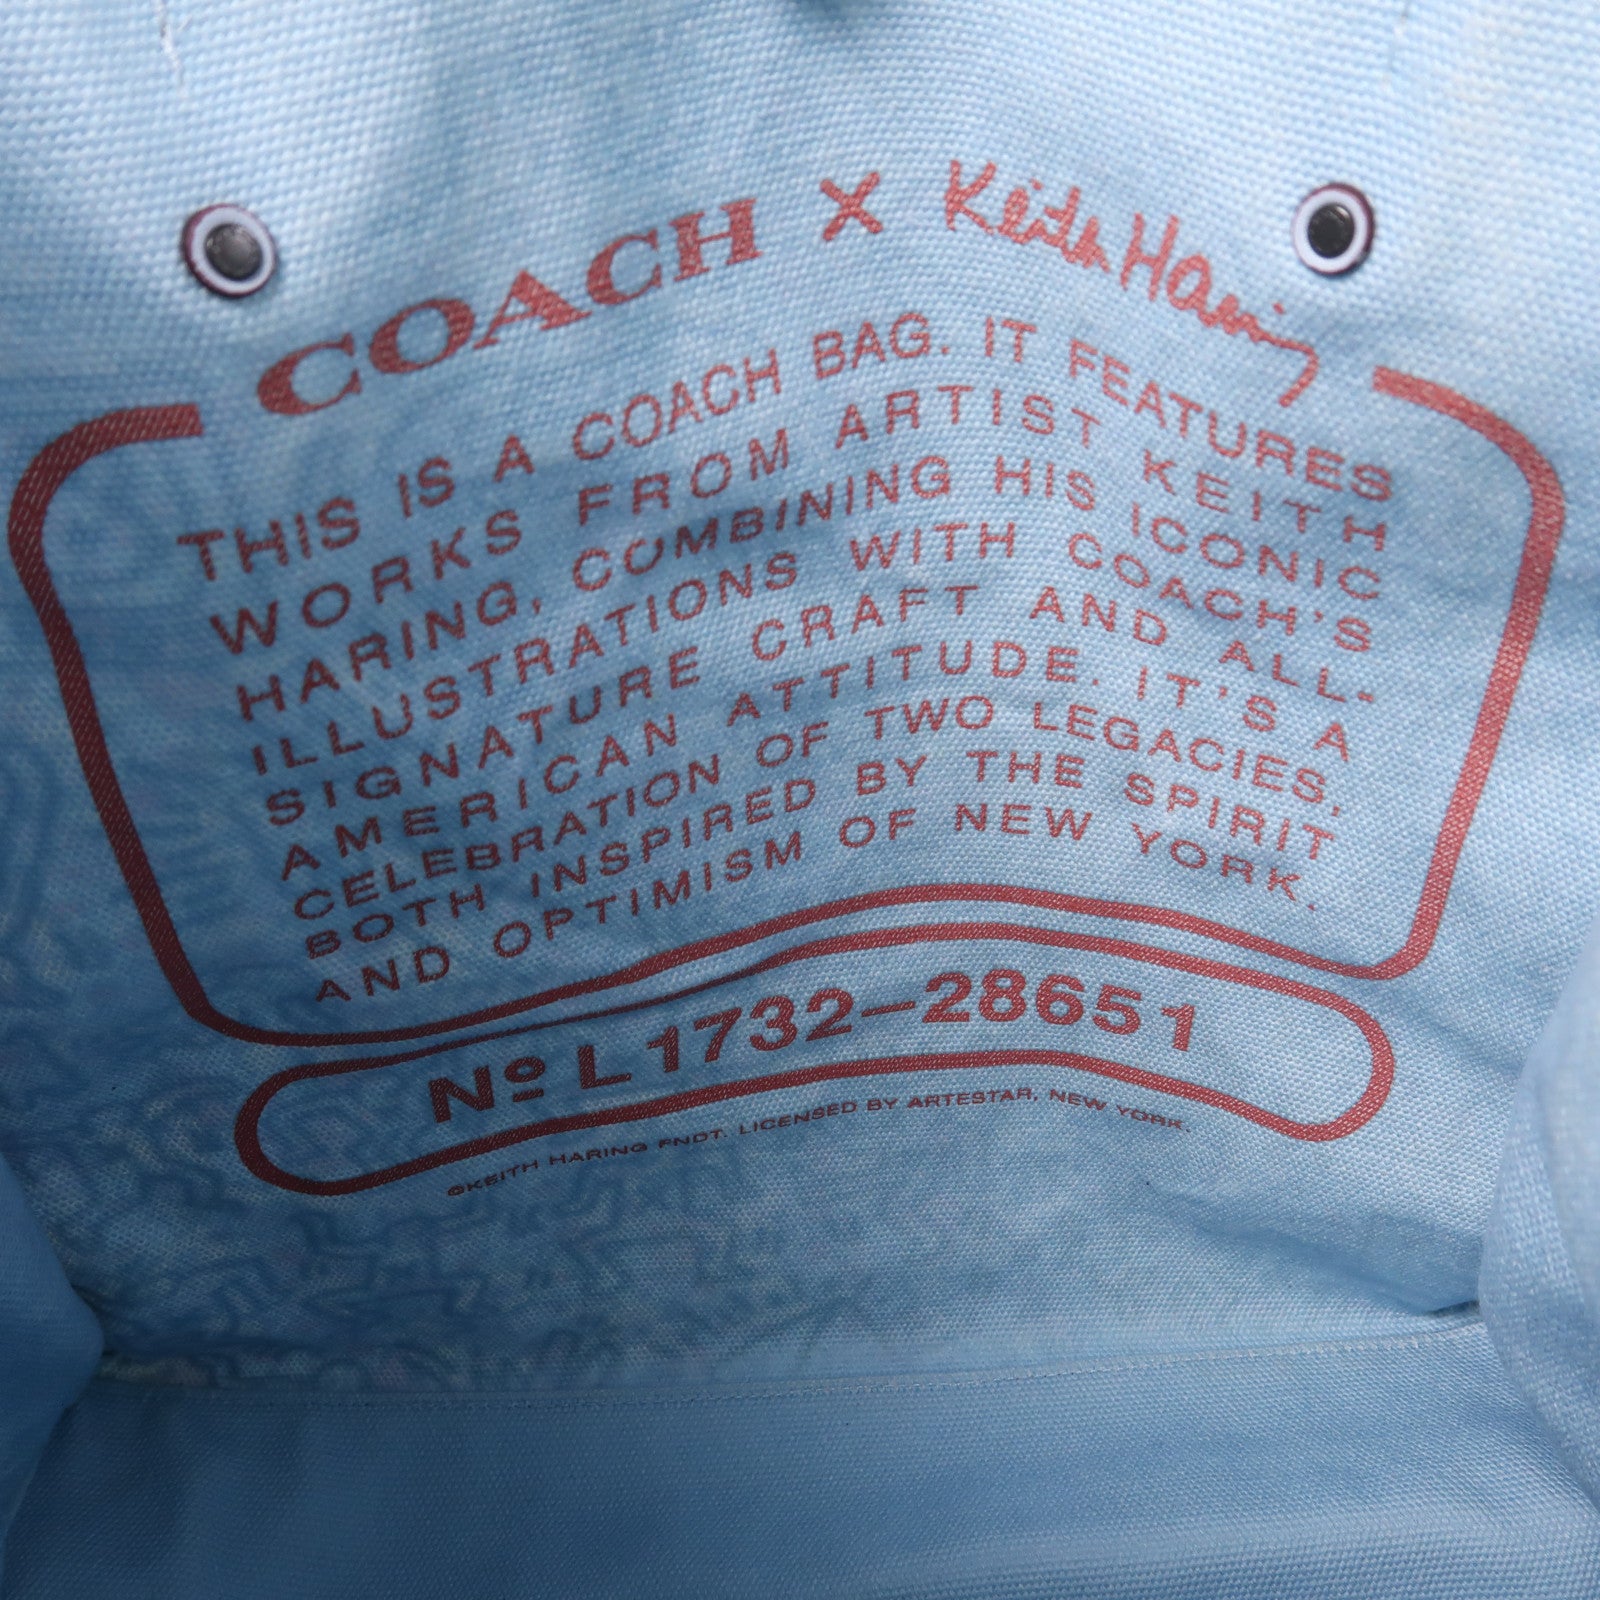 COACH x Keith Haring
THIS IS A COACH BAG. IT FEATURES
WORKS FROM ARTIST KEITH
HARING, COMBINING HIS ICONIC
ILLUSTRATIONS WITH COACH'S
SIGNATURE CRAFT AND ALL-
AMERICAN ATTITUDE. IT'S A
CELEBRATION OF TWO LEGACIES,
BOTH INSPIRED BY THE SPIRIT
AND OPTIMISM OF NEW YORK.
Nº L1732-28651
©KEITH HARING FNDT. LICENSED BY ARTESTAR, NEW YORK.